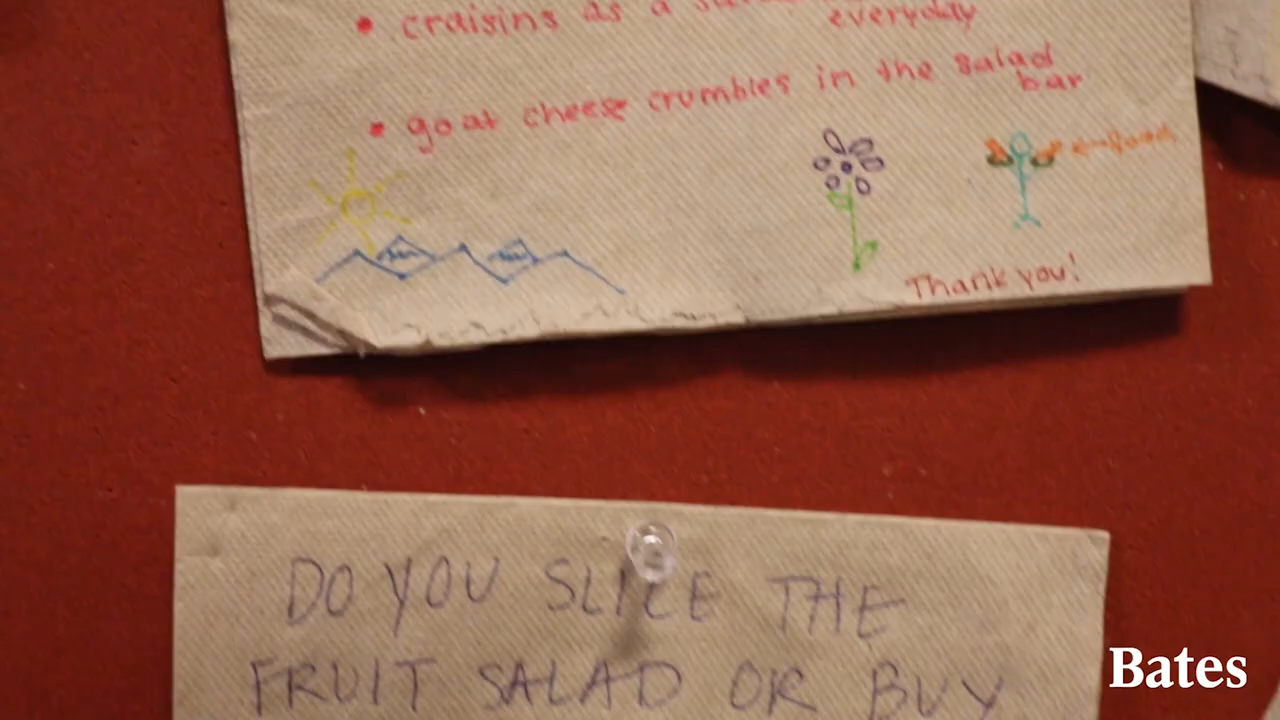 • craisins as a
everyday
• goat cheese crumbles in the salad
bar
Thank you!
DO YOU SLICE THE
FRUIT SALAD OR BUY
Bates